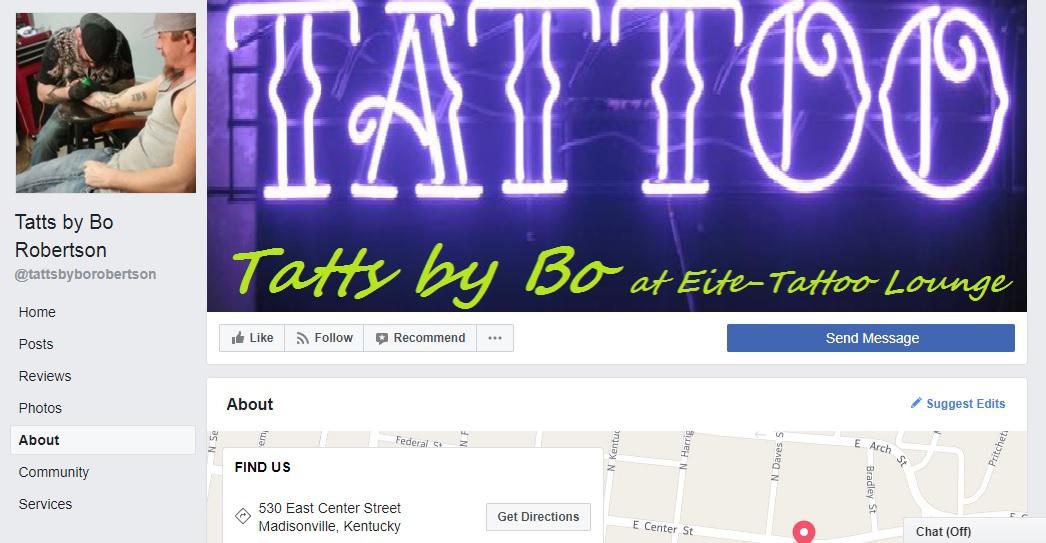 TATTOO
Tatts by Bo at Eite-Tattoo Lounge
Tatts by Bo
Robertson
@tattsbyborobertson
Home
Posts
Reviews
Photos
About
Community
Services
Like
Follow
Recommend
...
Send Message
About
Suggest Edits
FIND US
530 East Center Street
Madisonville, Kentucky
Get Directions
Federal St
N Kentuc
N Harrig
N Daves S
E Arch St
Bradley St
Pritchett
E Center St
Chat (Off)